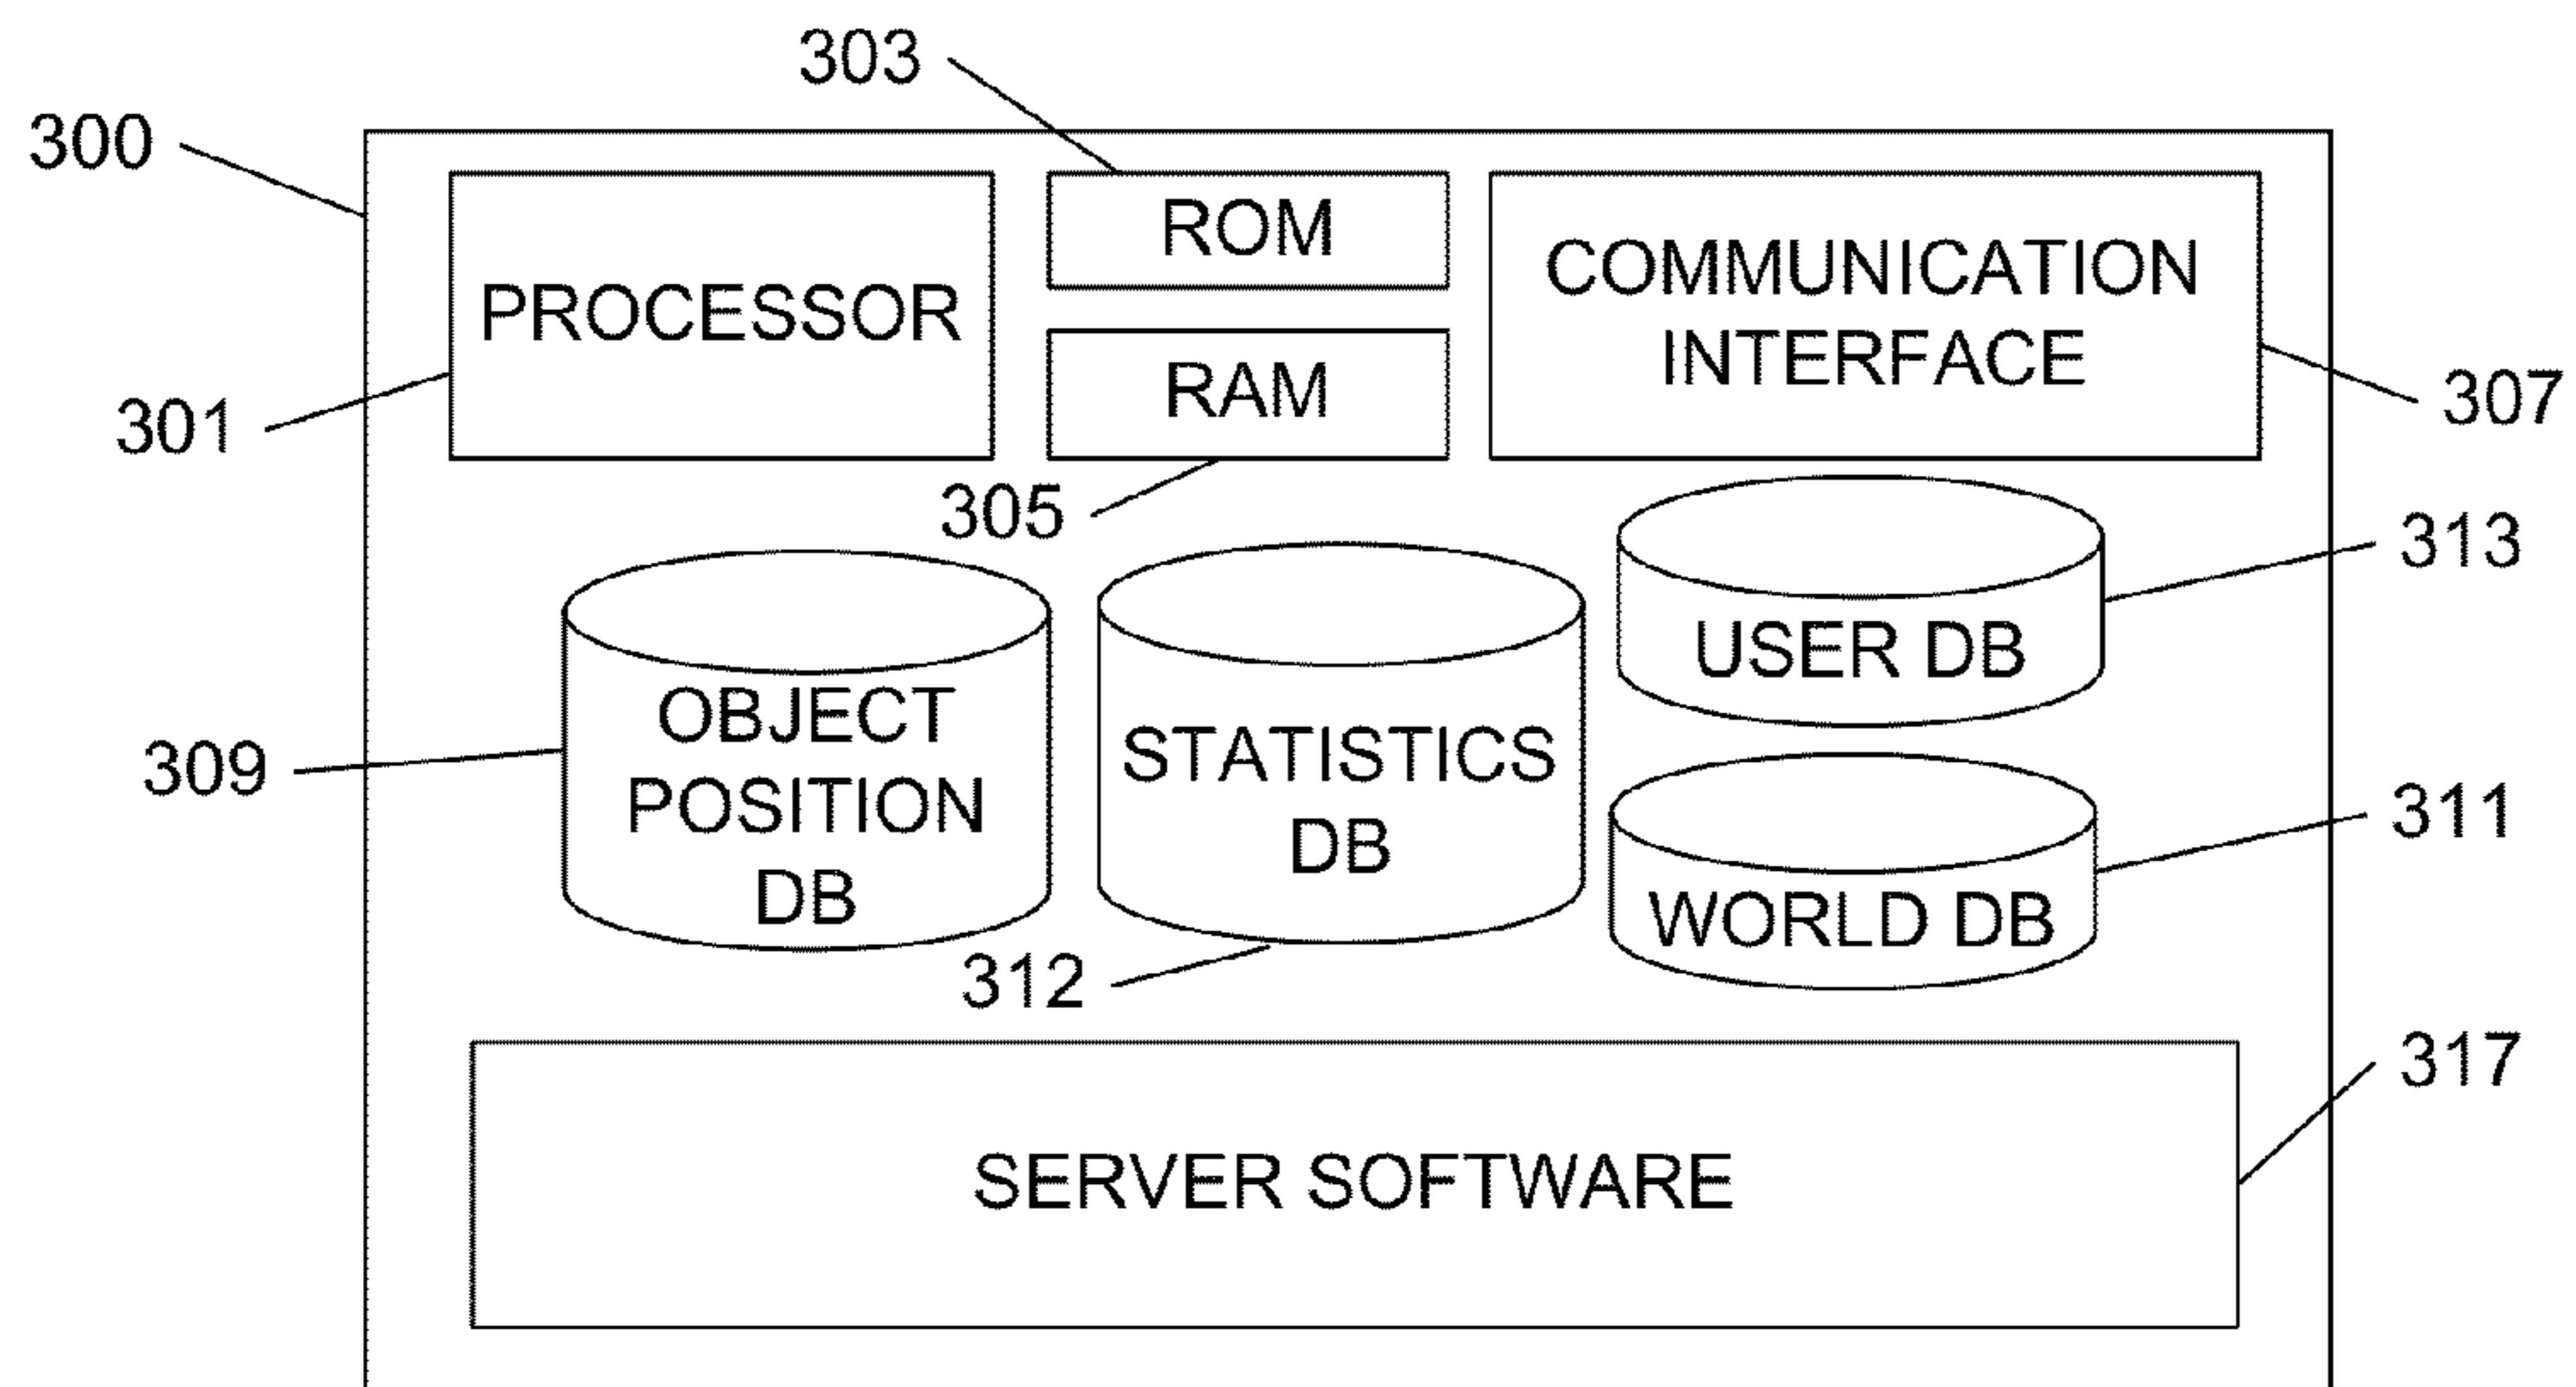 303
300
PROCESSOR
ROM
COMMUNICATION
INTERFACE
RAM
301
307
305
313
USER DB
OBJECT
POSITION
DB
STATISTICS
DB
309
311
WORLD DB
312
317
SERVER SOFTWARE